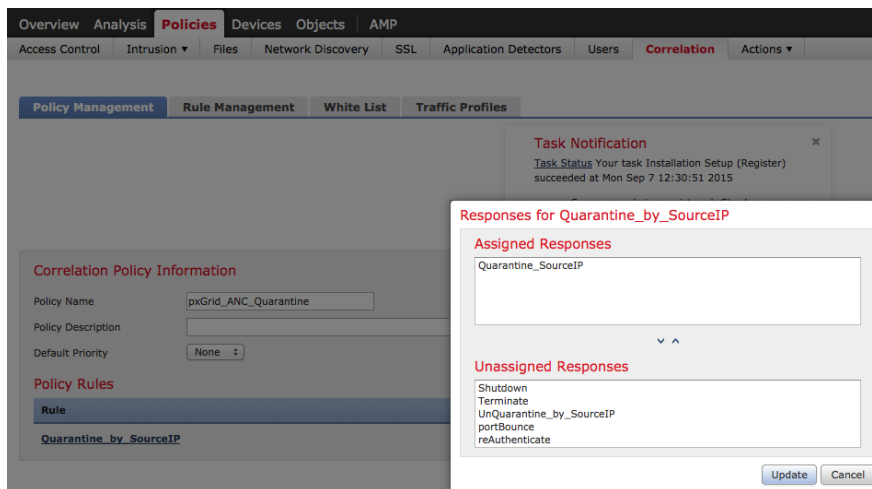 Overview Analysis Policies Devices Objects AMP
Access Control Intrusion ▼ Files Network Discovery SSL Application Detectors Users Correlation Actions ▼
Policy Management Rule Management White List Traffic Profiles
Task Notification ×
Task Status Your task Installation Setup (Register)
succeeded at Mon Sep 7 12:30:51 2015
Correlation Policy Information
Policy Name pxGrid_ANC_Quarantine
Policy Description
Default Priority None
Policy Rules
Rule
Quarantine_by_SourceIP
Responses for Quarantine_by_SourceIP
Assigned Responses
Quarantine_SourceIP
Unassigned Responses
Shutdown
Terminate
UnQuarantine_by_SourceIP
portBounce
reAuthenticate
Update Cancel